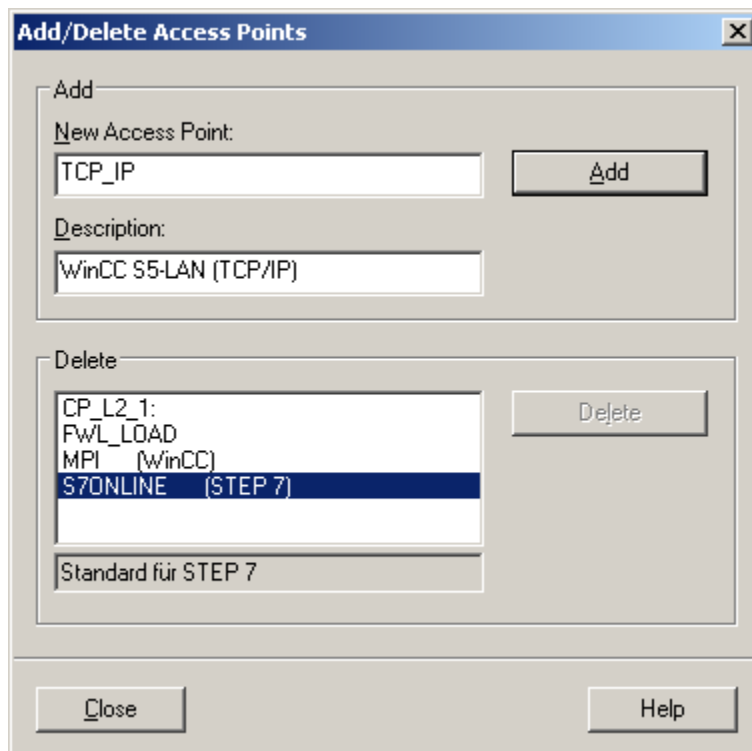 Add/Delete Access Points
Add
New Access Point:
TCP_IP
Add
Description:
WinCC S5-LAN (TCP/IP)
Delete
CP_L2_1:
Delete
FWL_LOAD
MPI (WinCC)
S7ONLINE (STEP 7)
Standard für STEP 7
Close
Help